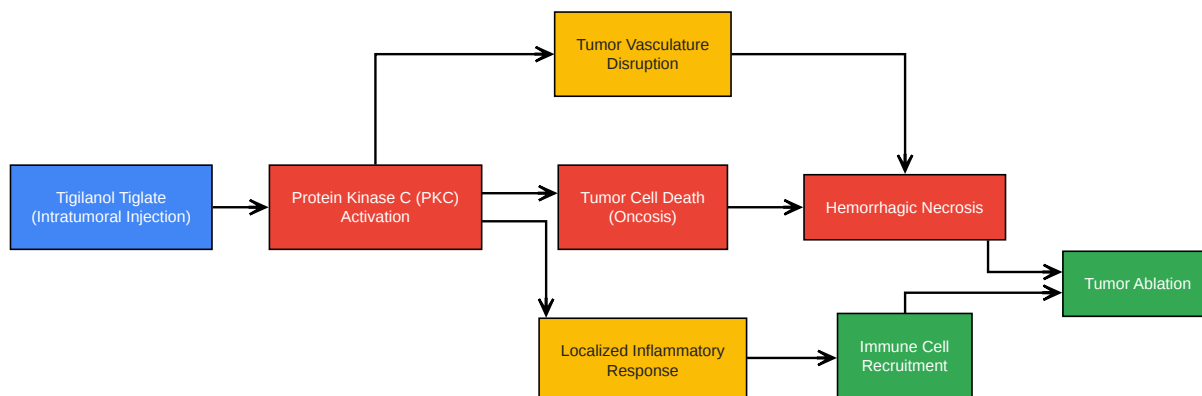 Tumor Vasculature
Disruption
Tigilanol Tiglate
(Intratumoral Injection)
Protein Kinase C (PKC)
Activation
Tumor Cell Death
(Oncosis)
Hemorrhagic Necrosis
Tumor Ablation
Localized Inflammatory
Response
Immune Cell
Recruitment